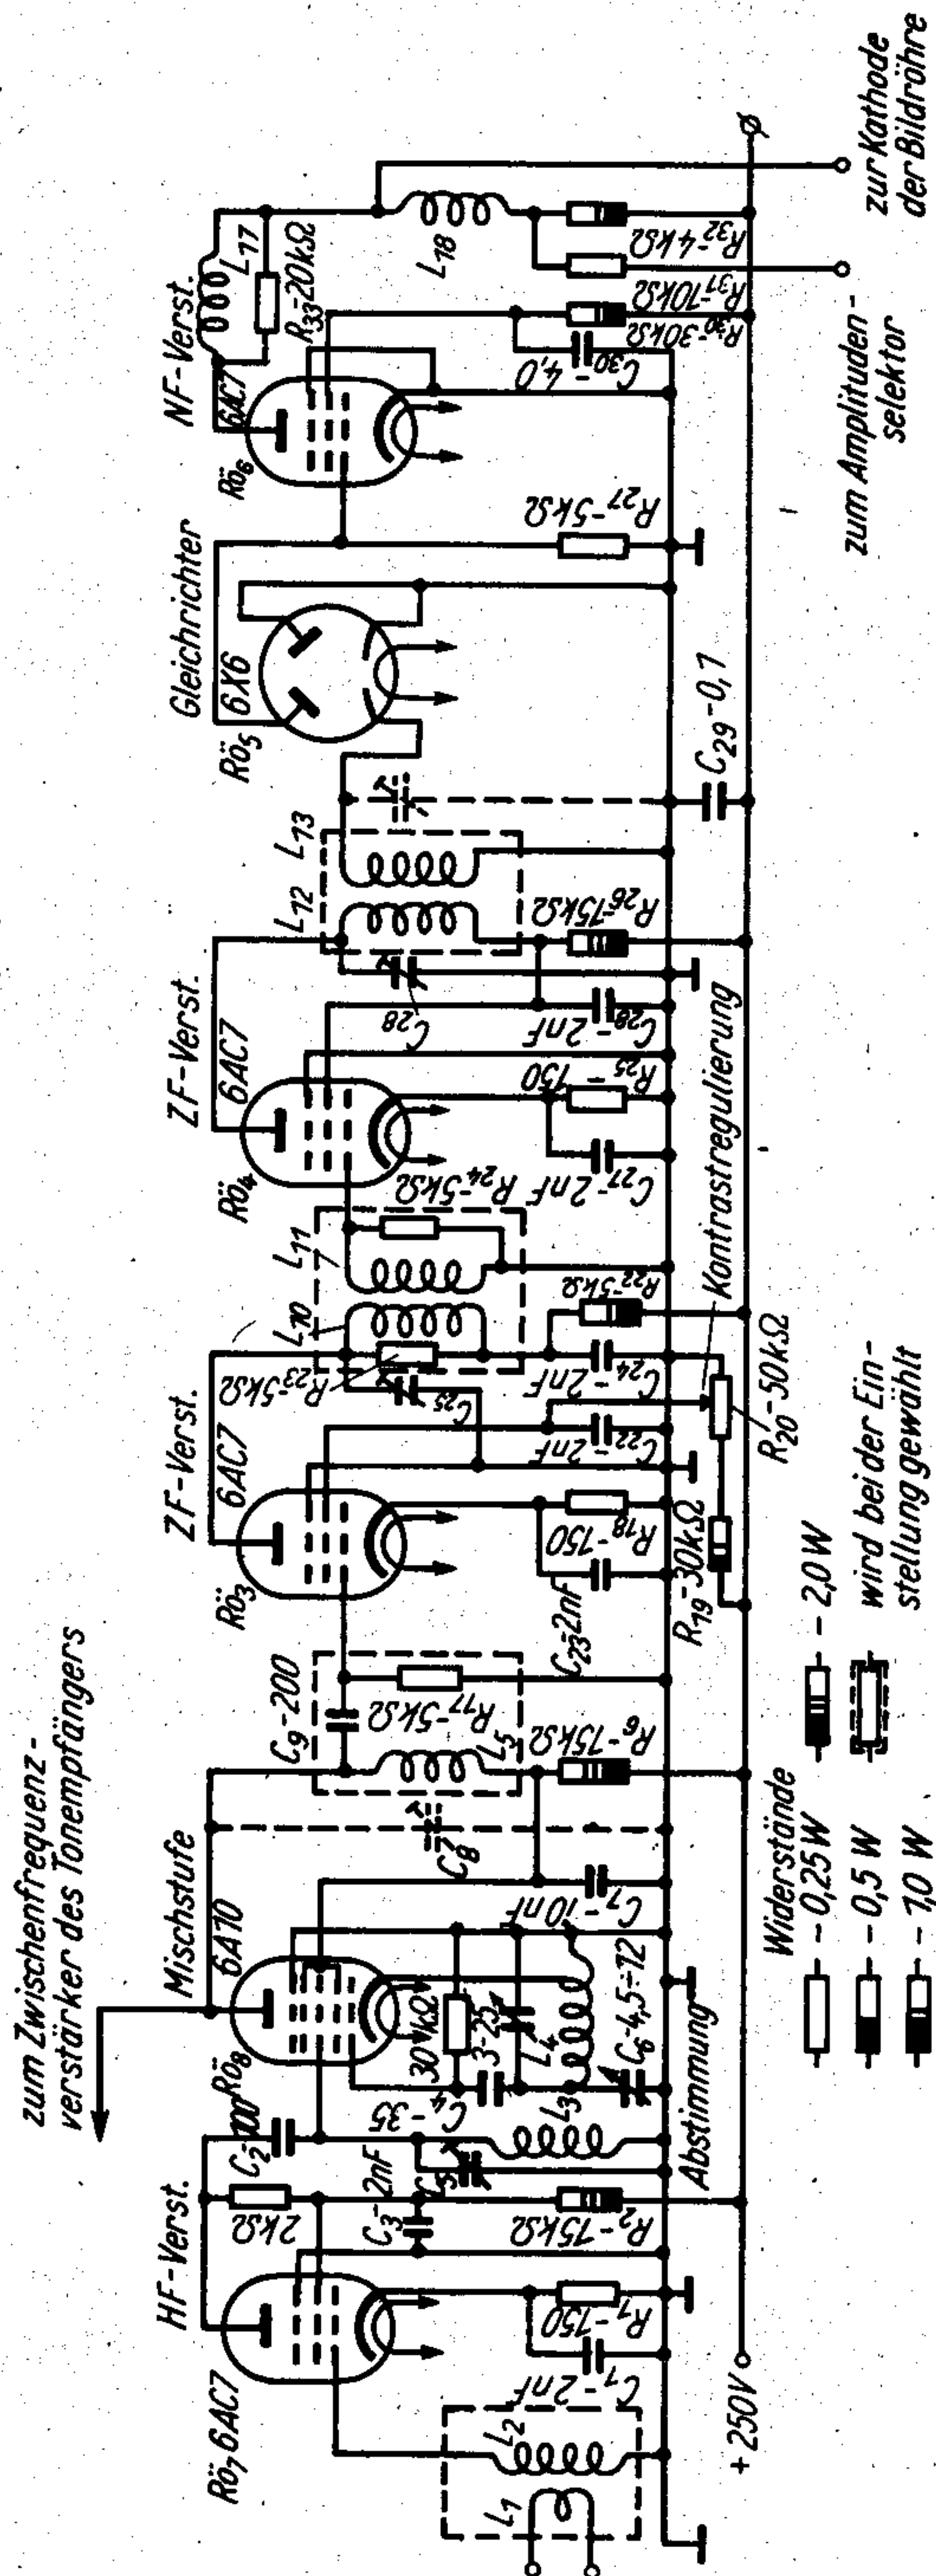 zum Zwischenfrequenz-
verstärker des Tonempfängers
HF-Verst.
Mischstufe
ZF-Verst.
ZF-Verst.
Gleichrichter
NF-Verst.
Rö₇ 6AC7
Rö₈
6A10
Rö₃
6AC7
Rö₄
6AC7
Rö₅
6X6
Rö₆
6AC7
L₁
L₂
C₁-2nF
R₁-150
2kΩ
C₃-2nF
R₂-15kΩ
C₂-100
C₅
L₃
C₄-35
30kΩ
3-25
L₄
C₆-4,5÷12
Abstimmung
C₇-10nF
C₈
C₉-200
L₅
R₆-15kΩ
R₁₇-5kΩ
C₂₃-2nF
R₁₈-150
C₂₂-2nF
C₂₅
R₂₃-5kΩ
L₁₀
L₁₁
C₂₄-2nF
R₂₂-5kΩ
R₂₄-5kΩ
R₁₉-30kΩ
R₂₀-50kΩ
Kontrastregulierung
C₂₇-2nF
R₂₅-150
C₂₈-2nF
C₂₈
L₁₂
L₁₃
R₂₆-15kΩ
C₂₉-0,1
R₂₇-5kΩ
C₃₀-4,0
R₃₀-30kΩ
R₃₁-10kΩ
R₃₂-4kΩ
L₁₇
R₃₃-20kΩ
L₁₈
+250V
zum Amplituden-
selektor
zur Kathode
der Bildröhre
Widerstände
- 0,25W
- 0,5 W
- 1,0 W
- 2,0 W
wird bei der Ein-
stellung gewählt